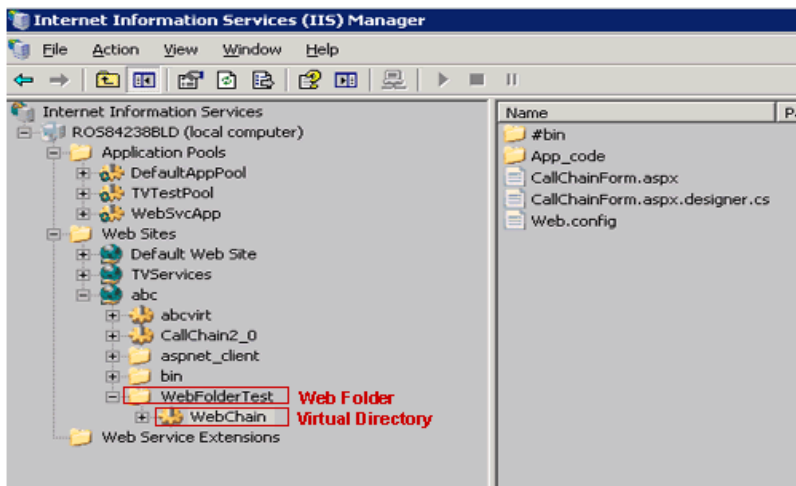 Internet Information Services (IIS) Manager
File Action View Window Help
Internet Information Services
ROS84238BLD (local computer)
Application Pools
DefaultAppPool
TVTestPool
WebSvcApp
Web Sites
Default Web Site
TVServices
abc
abcvirt
CallChain2_0
aspnet_client
bin
WebFolderTest Web Folder
WebChain Virtual Directory
Web Service Extensions
Name
#bin
App_code
CallChainForm.aspx
CallChainForm.aspx.designer.cs
Web.config